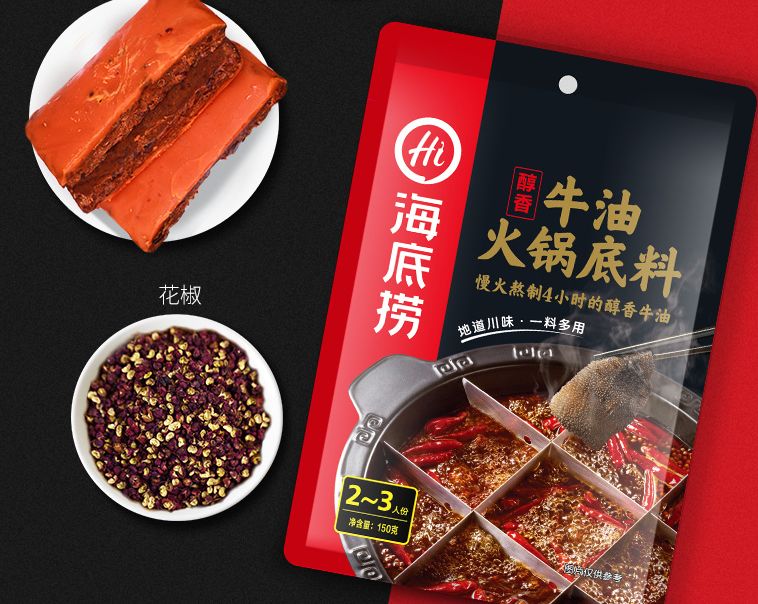 花椒
Hi
海底捞
醇香
牛油
火锅底料
慢火熬制4小时的醇香牛油
地道川味·一料多用
2~3人份
净含量：150克
图片仅供参考